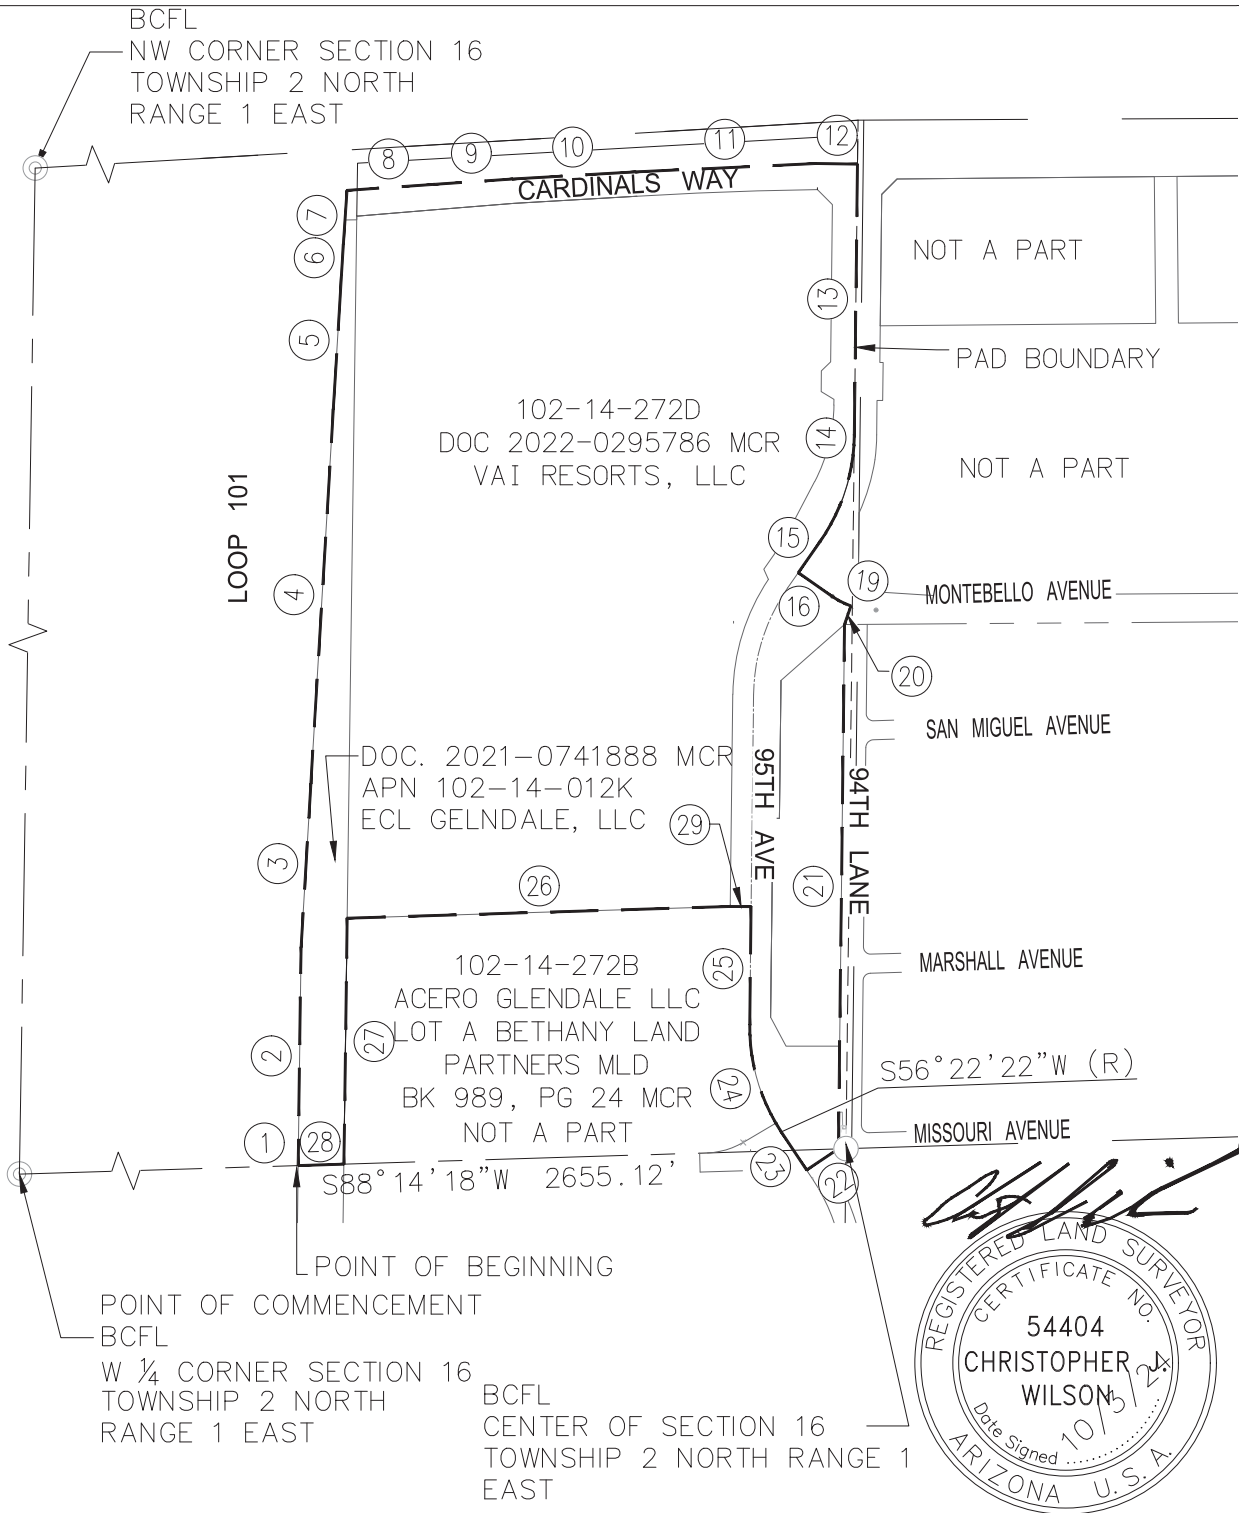 BCFL
NW CORNER SECTION 16
TOWNSHIP 2 NORTH
RANGE 1 EAST
8
9
10
11
12
CARDINALS WAY
7
6
5
13
NOT A PART
PAD BOUNDARY
102-14-272D
DOC 2022-0295786 MCR
VAI RESORTS, LLC
14
NOT A PART
LOOP 101
15
4
16
19
MONTEBELLO AVENUE
20
SAN MIGUEL AVENUE
DOC. 2021-0741888 MCR
APN 102-14-012K
ECL GELNDALE, LLC
29
95TH AVE
94TH LANE
3
26
21
102-14-272B
ACERO GLENDALE LLC
LOT A BETHANY LAND
PARTNERS MLD
BK 989, PG 24 MCR
NOT A PART
25
MARSHALL AVENUE
2
27
24
S56°22'22"W (R)
1
28
MISSOURI AVENUE
23
22
S88°14'18"W 2655.12'
POINT OF BEGINNING
POINT OF COMMENCEMENT
BCFL
W ¼ CORNER SECTION 16
TOWNSHIP 2 NORTH
RANGE 1 EAST
BCFL
CENTER OF SECTION 16
TOWNSHIP 2 NORTH RANGE 1
EAST
REGISTERED LAND SURVEYOR
CERTIFICATE NO.
54404
CHRISTOPHER J.
WILSON
Date Signed 10/3/24
ARIZONA U.S.A.